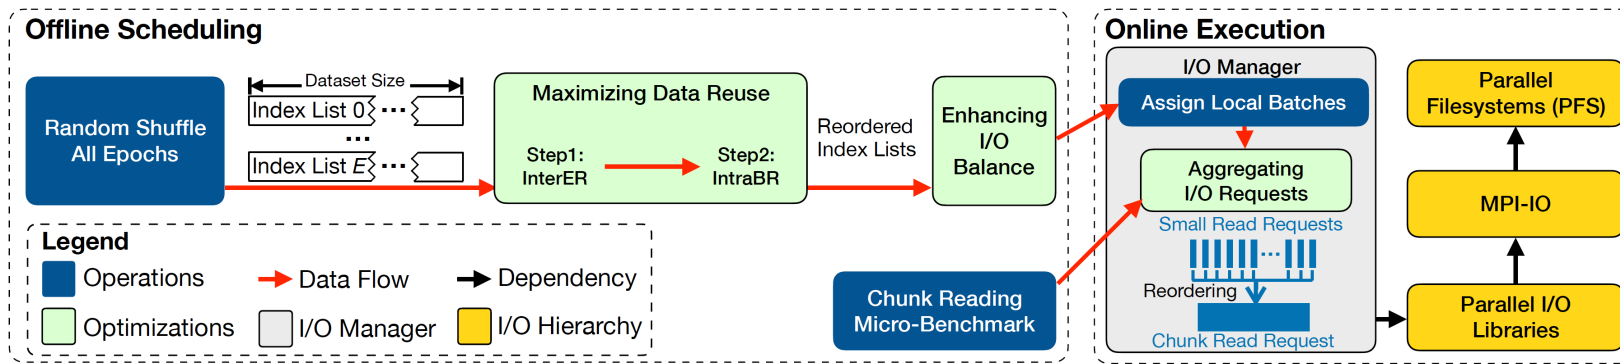 Offline Scheduling
Random Shuffle
All Epochs
Dataset Size
Index List 0
...
...
Index List E
...
Maximizing Data Reuse
Step1:
InterER
Step2:
IntraBR
Reordered
Index Lists
Enhancing
I/O
Balance
Legend
Operations
Data Flow
Dependency
Optimizations
I/O Manager
I/O Hierarchy
Chunk Reading
Micro-Benchmark
Online Execution
I/O Manager
Assign Local Batches
Aggregating
I/O Requests
Small Read Requests
...
Reordering
Chunk Read Request
Parallel
Filesystems (PFS)
MPI-IO
Parallel I/O
Libraries